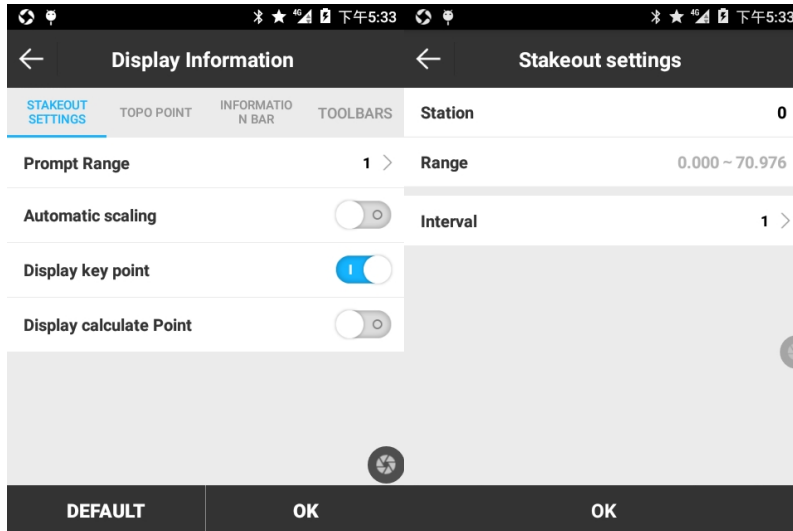 下午5:33
Display Information
STAKEOUT
SETTINGS
TOPO POINT
INFORMATIO
N BAR
TOOLBARS
Prompt Range 1
Automatic scaling
Display key point
Display calculate Point
DEFAULT OK
4G 下午5:33
Stakeout settings
Station 0
Range 0.000 ~ 70.976
Interval 1
OK